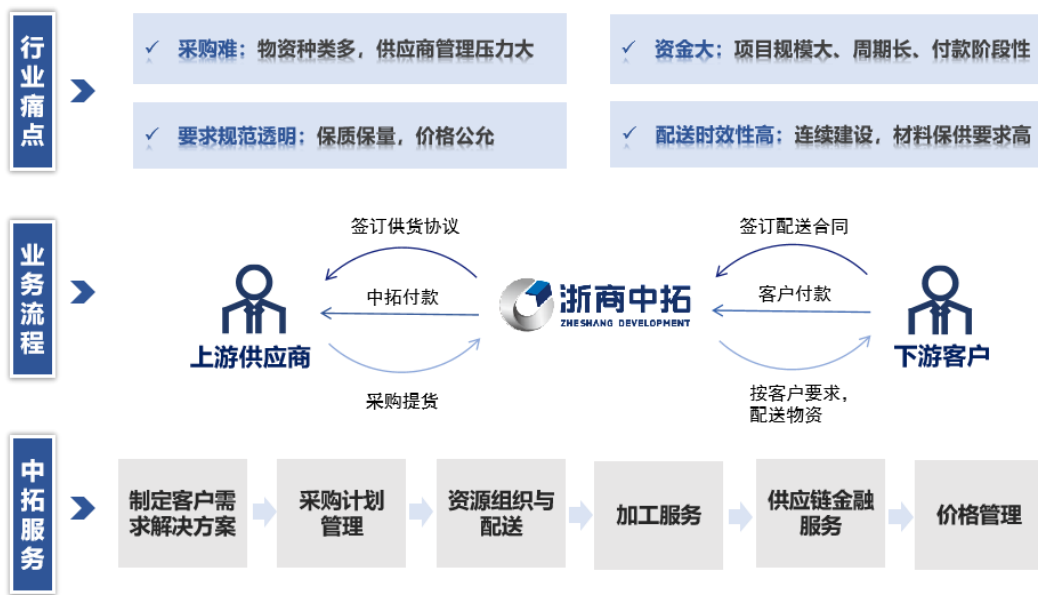 行业痛点
✓ 采购难：物资种类多，供应商管理压力大
✓ 资金大：项目规模大、周期长、付款阶段性
✓ 要求规范透明：保质保量，价格公允
✓ 配送时效性高：连续建设，材料保供要求高
业务流程
签订供货协议
签订配送合同
中拓付款
浙商中拓
ZHESHANG DEVELOPMENT
客户付款
上游供应商
下游客户
采购提货
按客户要求，
配送物资
中拓服务
制定客户需
求解决方案
采购计划
管理
资源组织与
配送
加工服务
供应链金融
服务
价格管理